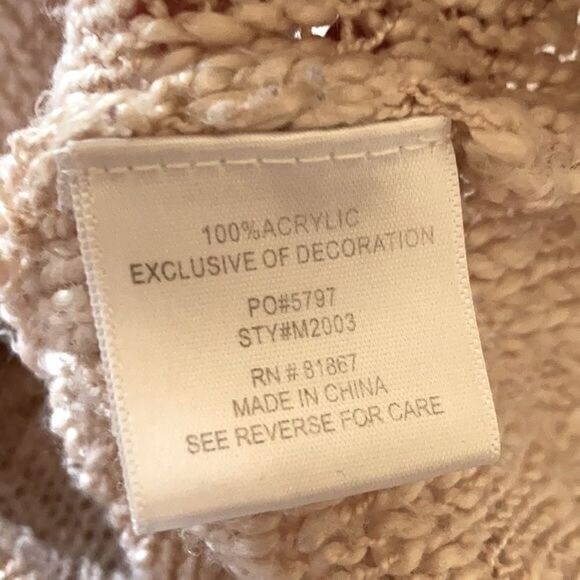 100%ACRYLIC
EXCLUSIVE OF DECORATION
PO#5797
STY#M2003
RN # 81867
MADE IN CHINA
SEE REVERSE FOR CARE